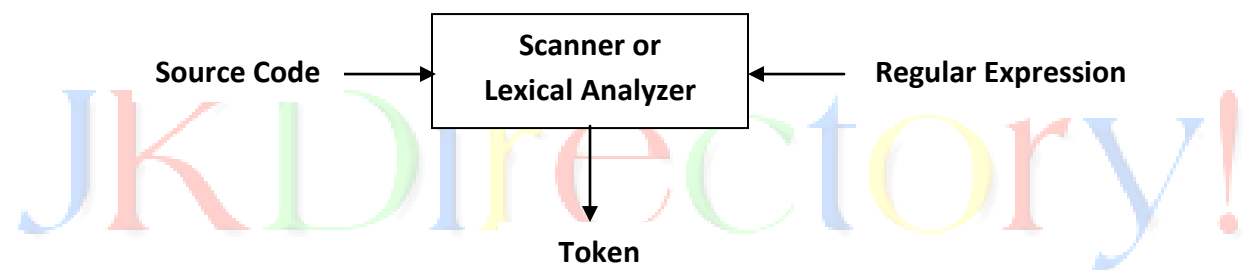 Scanner or
Source Code
Lexical Analyzer
Regular Expression
JKDirectory!
Token